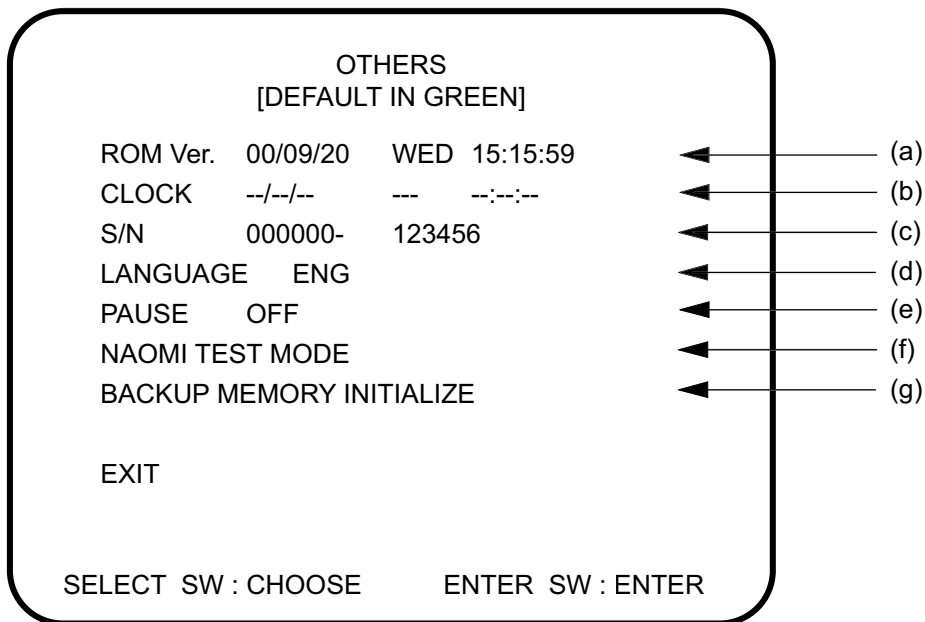 OTHERS
[DEFAULT IN GREEN]
ROM Ver. 00/09/20 WED 15:15:59 (a)
CLOCK --/--/-- --- --:--:-- (b)
S/N 000000- 123456 (c)
LANGUAGE ENG (d)
PAUSE OFF (e)
NAOMI TEST MODE (f)
BACKUP MEMORY INITIALIZE (g)
EXIT
SELECT SW : CHOOSE ENTER SW : ENTER